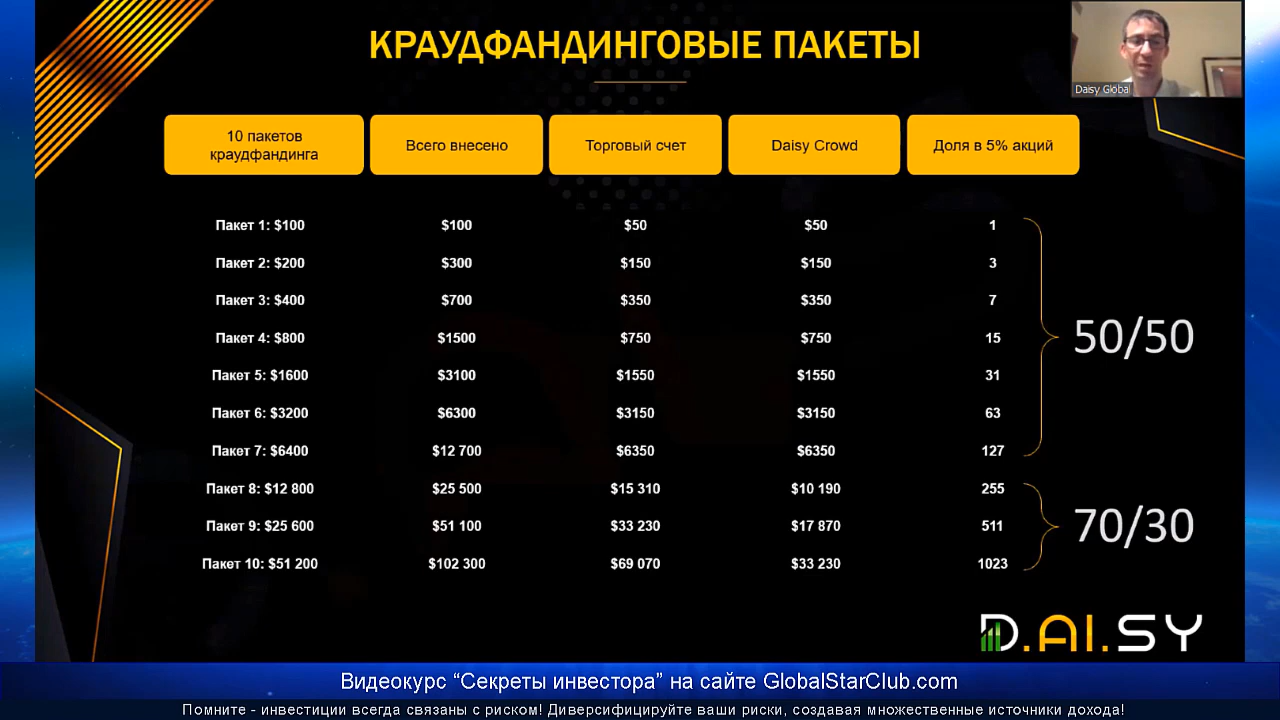 КРАУДФАНДИНГОВЫЕ ПАКЕТЫ
Daisy Global
10 пакетов
краудфандинга
Всего внесено
Торговый счет
Daisy Crowd
Доля в 5% акций
Пакет 1: $100 $100 $50 $50 1
Пакет 2: $200 $300 $150 $150 3
Пакет 3: $400 $700 $350 $350 7
Пакет 4: $800 $1500 $750 $750 15
Пакет 5: $1600 $3100 $1550 $1550 31
Пакет 6: $3200 $6300 $3150 $3150 63
Пакет 7: $6400 $12 700 $6350 $6350 127
50/50
Пакет 8: $12 800 $25 500 $15 310 $10 190 255
Пакет 9: $25 600 $51 100 $33 230 $17 870 511
Пакет 10: $51 200 $102 300 $69 070 $33 230 1023
70/30
D.AI.SY
Видеокурс “Секреты инвестора” на сайте GlobalStarClub.com
Помните - инвестиции всегда связаны с риском! Диверсифицируйте ваши риски, создавая множественные источники дохода!